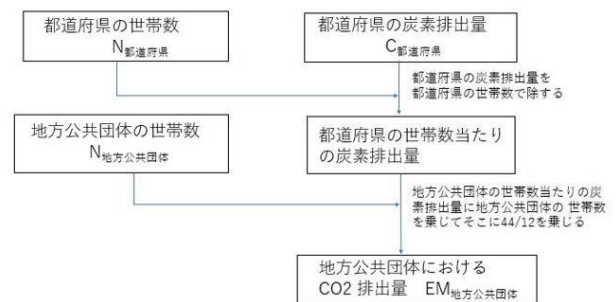 都道府県の世帯数
N都道府県
都道府県の炭素排出量
C都道府県
都道府県の炭素排出量を
都道府県の世帯数で除する
地方公共団体の世帯数
N地方公共団体
都道府県の世帯数当たり
の炭素排出量
地方公共団体の世帯数当たりの炭
素排出量に地方公共団体の 世帯数
を乗じてそこに44/12を乗じる
地方公共団体における
CO2 排出量 EM地方公共団体